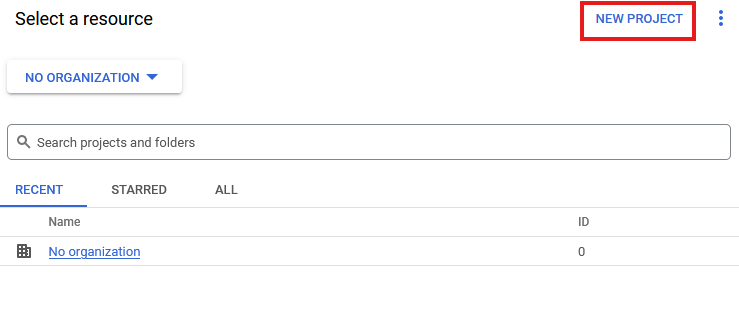 Select a resource
NEW PROJECT
NO ORGANIZATION
Search projects and folders
RECENT STARRED ALL
Name ID
No organization 0